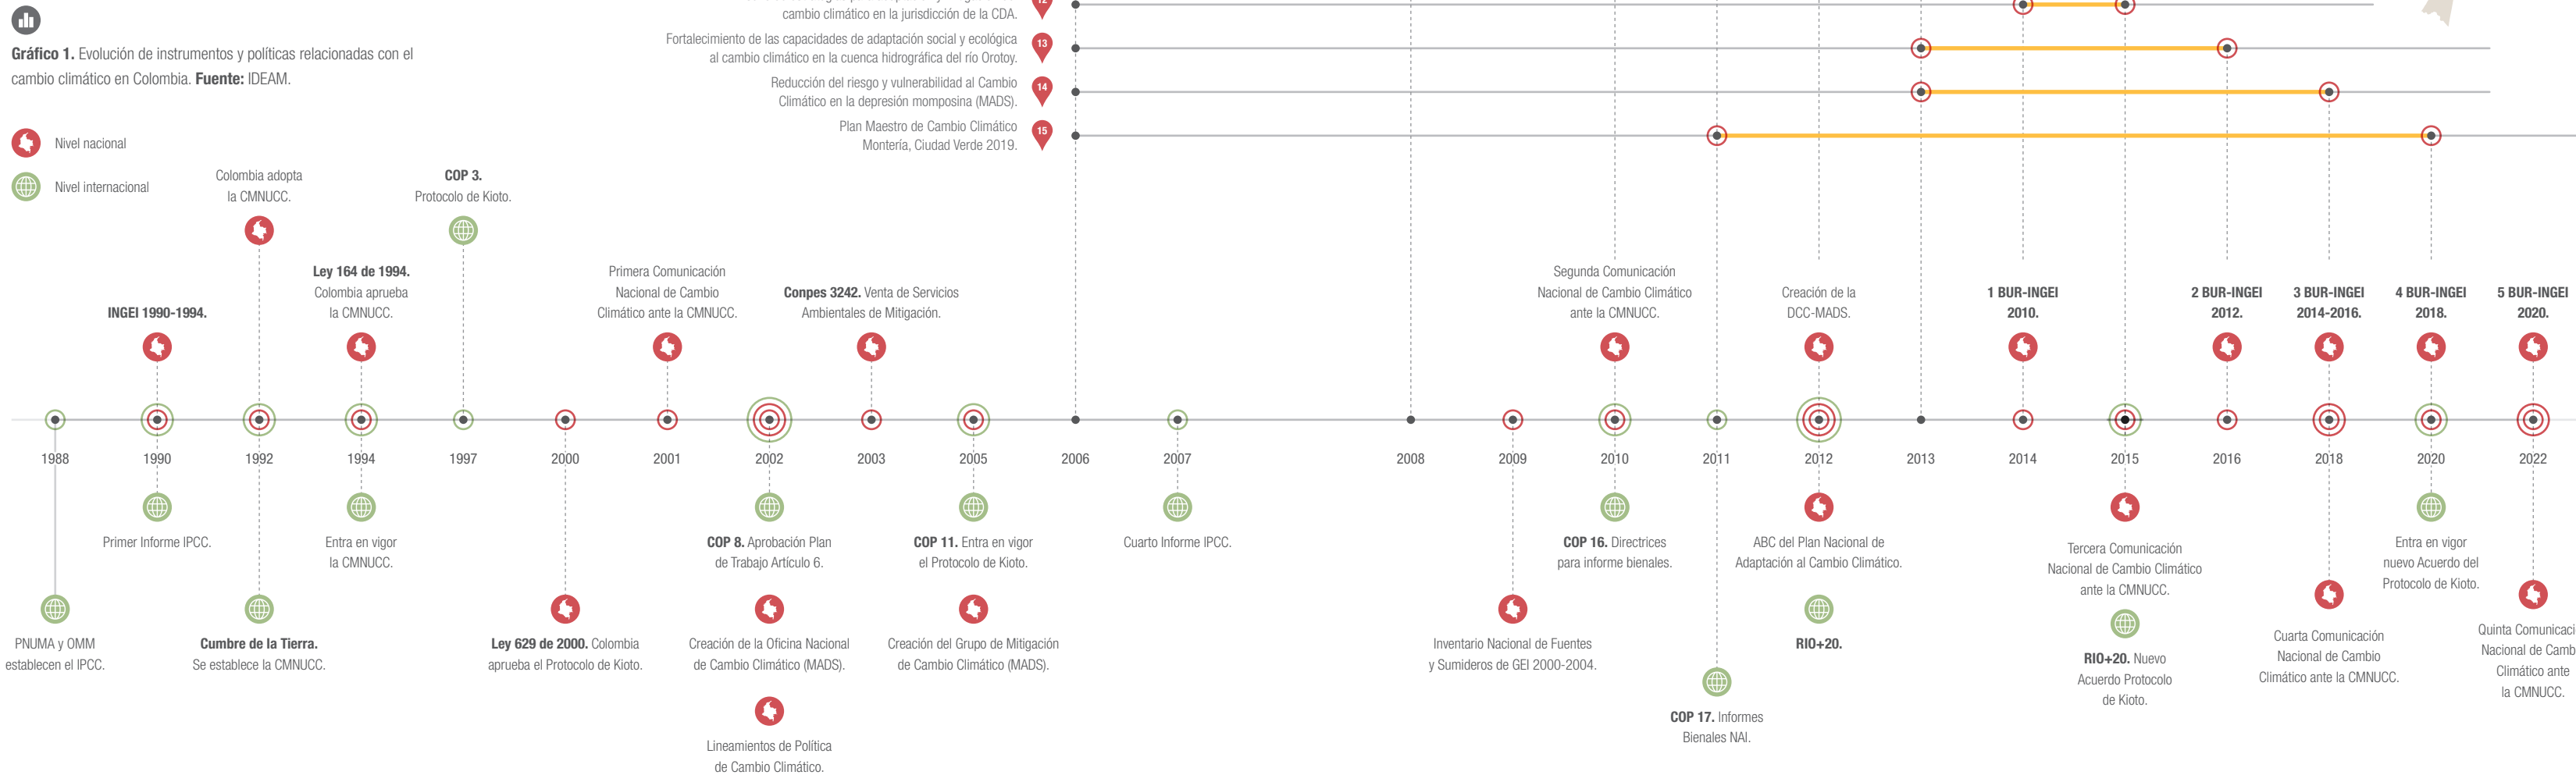 cambio climático en la jurisdicción de la CDA.
12
Gráfico 1. Evolución de instrumentos y políticas relacionadas con el
cambio climático en Colombia. Fuente: IDEAM.
Fortalecimiento de las capacidades de adaptación social y ecológica
al cambio climático en la cuenca hidrográfica del río Orotoy.
13
Reducción del riesgo y vulnerabilidad al Cambio
Climático en la depresión momposina (MADS).
14
Plan Maestro de Cambio Climático
Montería, Ciudad Verde 2019.
15
Nivel nacional
Nivel internacional
INGEI 1990-1994.
Colombia adopta
la CMNUCC.
Ley 164 de 1994.
Colombia aprueba
la CMNUCC.
COP 3.
Protocolo de Kioto.
Primera Comunicación
Nacional de Cambio
Climático ante la CMNUCC.
Conpes 3242. Venta de Servicios
Ambientales de Mitigación.
Segunda Comunicación
Nacional de Cambio Climático
ante la CMNUCC.
Creación de la
DCC-MADS.
1 BUR-INGEI
2010.
2 BUR-INGEI
2012.
3 BUR-INGEI
2014-2016.
4 BUR-INGEI
2018.
5 BUR-INGEI
2020.
1988
1990
1992
1994
1997
2000
2001
2002
2003
2005
2006
2007
2008
2009
2010
2011
2012
2013
2014
2015
2016
2018
2020
2022
PNUMA y OMM
establecen el IPCC.
Primer Informe IPCC.
Cumbre de la Tierra.
Se establece la CMNUCC.
Entra en vigor
la CMNUCC.
Ley 629 de 2000. Colombia
aprueba el Protocolo de Kioto.
COP 8. Aprobación Plan
de Trabajo Artículo 6.
Creación de la Oficina Nacional
de Cambio Climático (MADS).
Lineamientos de Política
de Cambio Climático.
COP 11. Entra en vigor
el Protocolo de Kioto.
Creación del Grupo de Mitigación
de Cambio Climático (MADS).
Cuarto Informe IPCC.
Inventario Nacional de Fuentes
y Sumideros de GEI 2000-2004.
COP 16. Directrices
para informe bienales.
COP 17. Informes
Bienales NAI.
ABC del Plan Nacional de
Adaptación al Cambio Climático.
RIO+20.
Tercera Comunicación
Nacional de Cambio Climático
ante la CMNUCC.
RIO+20. Nuevo
Acuerdo Protocolo
de Kioto.
Cuarta Comunicación
Nacional de Cambio
Climático ante la CMNUCC.
Entra en vigor
nuevo Acuerdo del
Protocolo de Kioto.
Quinta Comunicaci
Nacional de Camb
Climático ante
la CMNUCC.